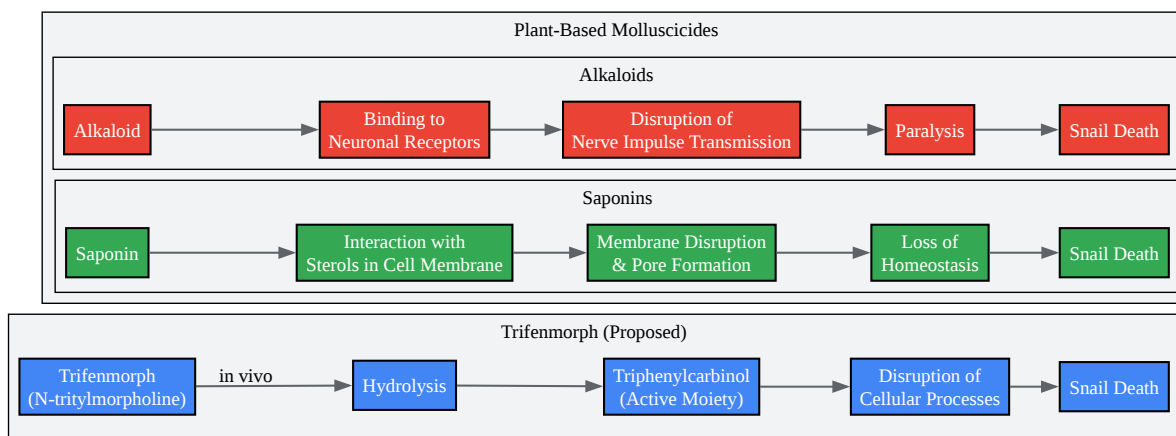 Plant-Based Molluscicides
Alkaloids
Alkaloid
Binding to
Neuronal Receptors
Disruption of
Nerve Impulse Transmission
Paralysis
Snail Death
Saponins
Saponin
Interaction with
Sterols in Cell Membrane
Membrane Disruption
& Pore Formation
Loss of
Homeostasis
Snail Death
Trifenmorph (Proposed)
Trifenmorph
(N-tritylmorpholine)
in vivo
Hydrolysis
Triphenylcarbinol
(Active Moiety)
Disruption of
Cellular Processes
Snail Death